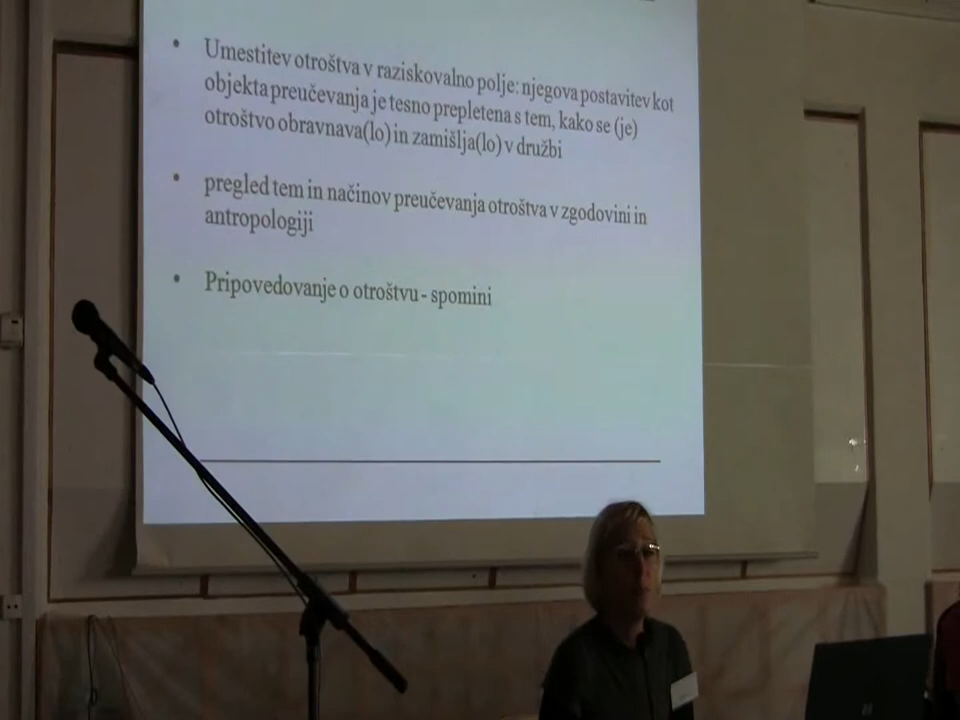 • Umestitev otroštva v raziskovalno polje: njegova postavitev kot
objekta preučevanja je tesno prepletena s tem, kako se (je)
otroštvo obravnava(lo) in zamišlja(lo) v družbi
• pregled tem in načinov preučevanja otroštva v zgodovini in
antropologiji
• Pripovedovanje o otroštvu - spomini